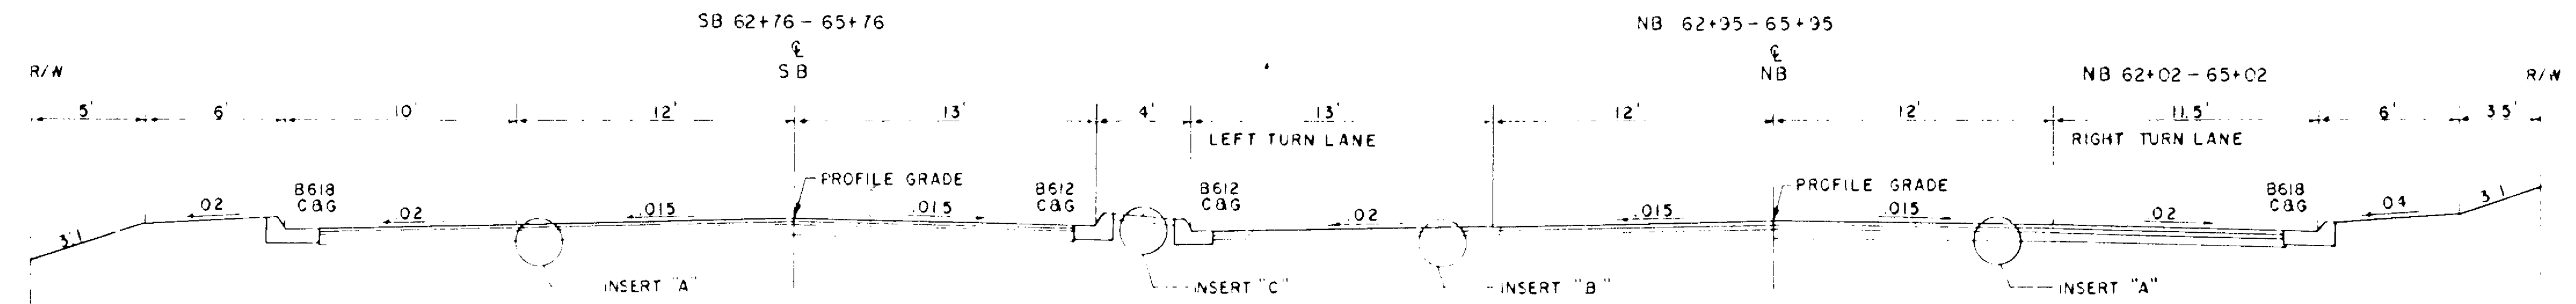 SB 62+76 - 65+76
NB 62+95 - 65+95
℄
SB
℄
NB
NB 62+02 - 65+02
R/W
R/W
5'
6'
10'
12'
13'
4'
13'
12'
12'
11.5'
6'
3.5'
LEFT TURN LANE
RIGHT TURN LANE
PROFILE GRADE
PROFILE GRADE
B618
C&G
B612
C&G
B612
C&G
B618
C&G
3:1
.02
.02
.015
.015
.02
.015
.015
.02
.04
3:1
INSERT "A"
INSERT "C"
INSERT "B"
INSERT "A"